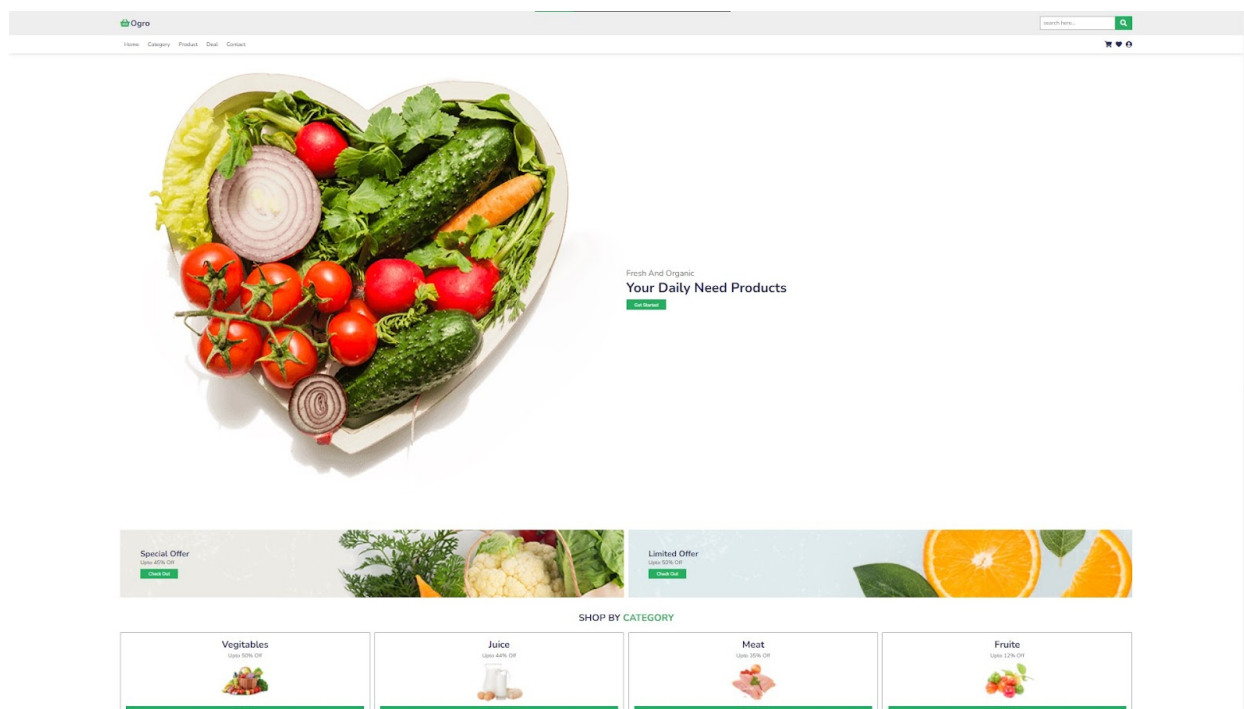 Ogro
search here...
Home Category Product Deal Contact
Fresh And Organic
Your Daily Need Products
Get Started
Special Offer
Upto 45% Off
Check Out
Limited Offer
Upto 50% Off
Check Out
SHOP BY CATEGORY
Vegitables
Upto 50% Off
Juice
Upto 44% Off
Meat
Upto 35% Off
Fruite
Upto 12% Off